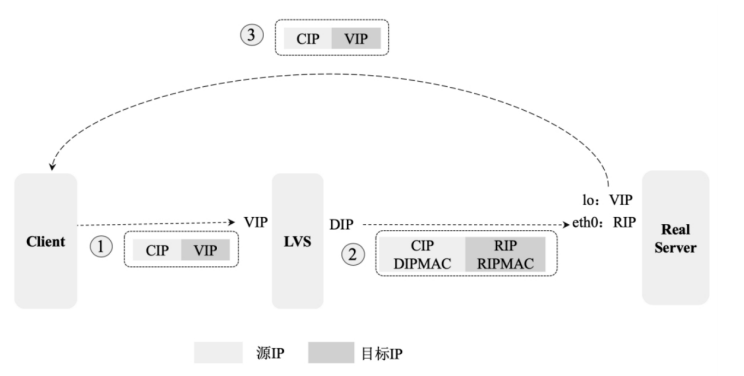 ③ CIP VIP
lo：VIP
Client
① CIP VIP
VIP
LVS
DIP
eth0：RIP
② CIP RIP
DIPMAC RIPMAC
Real
Server
源IP 目标IP